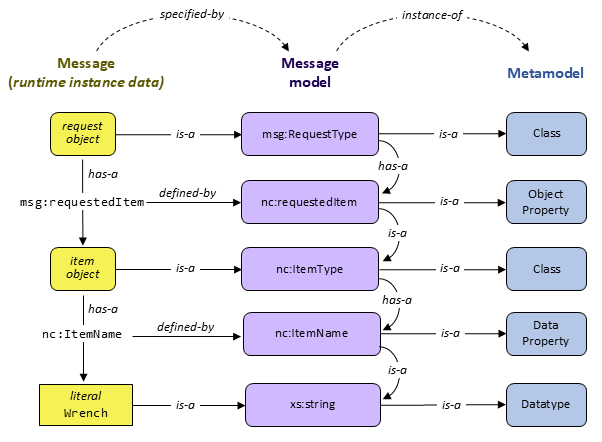 specified-by
instance-of
Message
(runtime instance data)
Message
model
Metamodel
request
object
is-a
msg:RequestType
is-a
Class
has-a
has-a
msg:requestedItem
defined-by
nc:requestedItem
is-a
Object
Property
is-a
item
object
is-a
nc:ItemType
is-a
Class
has-a
has-a
nc:ItemName
defined-by
nc:ItemName
is-a
Data
Property
is-a
literal
Wrench
is-a
xs:string
is-a
Datatype